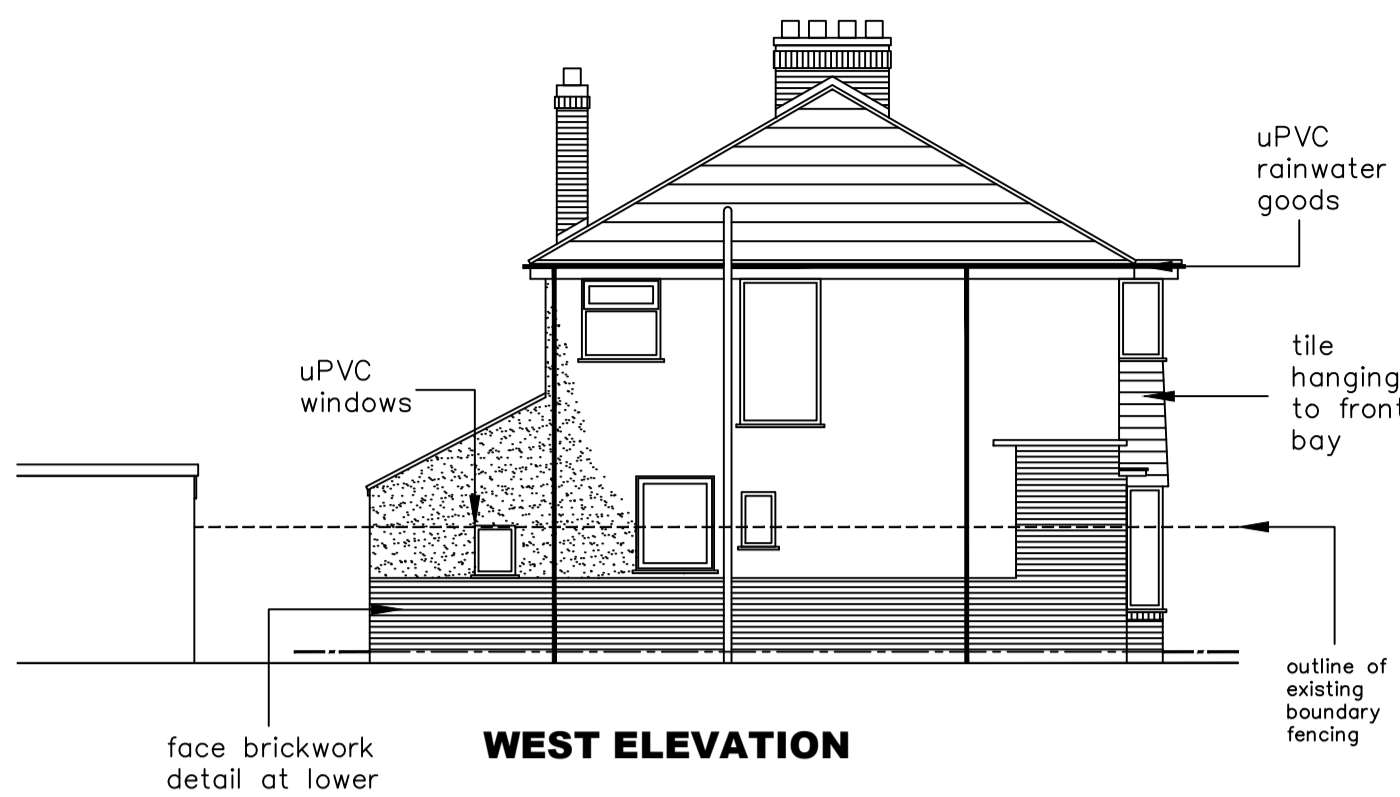 uPVC
rainwater
goods
uPVC
windows
tile
hanging
to front
bay
outline of
existing
boundary
fencing
face brickwork
detail at lower
WEST ELEVATION